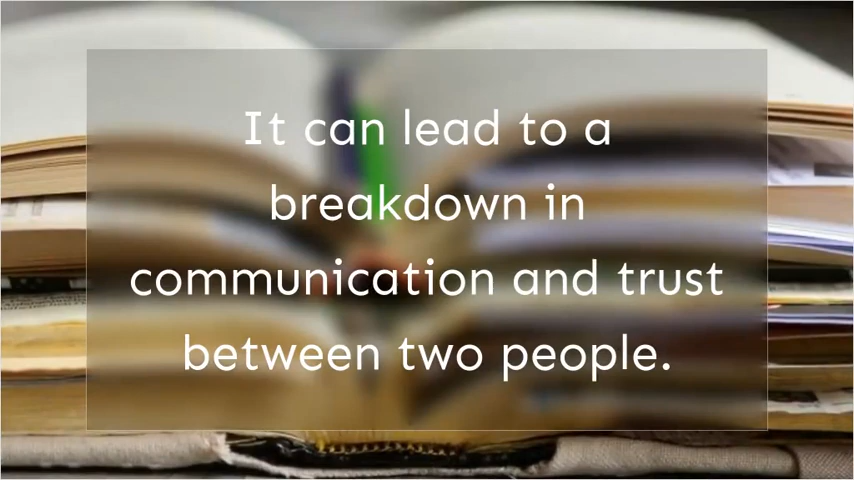 It can lead to a
breakdown in
communication and trust
between two people.